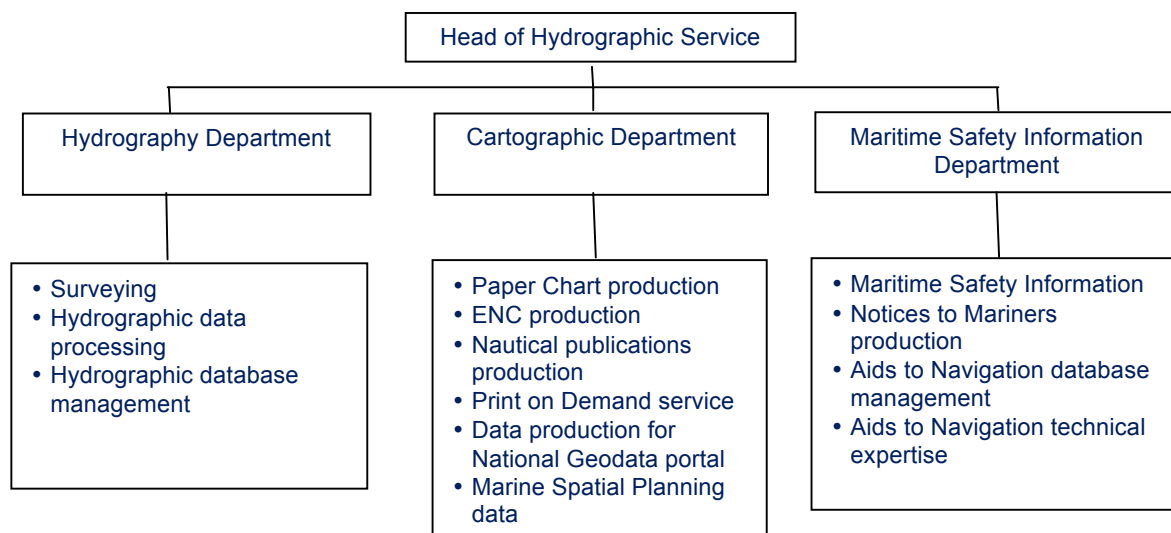 Head of Hydrographic Service
Hydrography Department
Cartographic Department
Maritime Safety Information
Department
• Surveying
• Hydrographic data
processing
• Hydrographic database
management
• Paper Chart production
• ENC production
• Nautical publications
production
• Print on Demand service
• Data production for
National Geodata portal
• Marine Spatial Planning
data
• Maritime Safety Information
• Notices to Mariners
production
• Aids to Navigation database
management
• Aids to Navigation technical
expertise